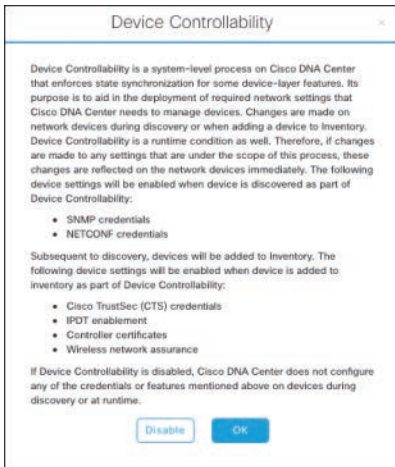 Device Controllability
Device Controllability is a system-level process on Cisco DNA Center
that enforces state synchronization for some device-layer features. Its
purpose is to aid in the deployment of required network settings that
Cisco DNA Center needs to manage devices. Changes are made on
network devices during discovery or when adding a device to Inventory.
Device Controllability is a runtime condition as well. Therefore, if changes
are made to any settings that are under the scope of this process, these
changes are reflected on the network devices immediately. The following
device settings will be enabled when device is discovered as part of
Device Controllability:
• SNMP credentials
• NETCONF credentials
Subsequent to discovery, devices will be added to Inventory. The
following device settings will be enabled when device is added to
inventory as part of Device Controllability:
• Cisco TrustSec (CTS) credentials
• IPDT enablement
• Controller certificates
• Wireless network assurance
If Device Controllability is disabled, Cisco DNA Center does not configure
any of the credentials or features mentioned above on devices during
discovery or at runtime.
Disable OK